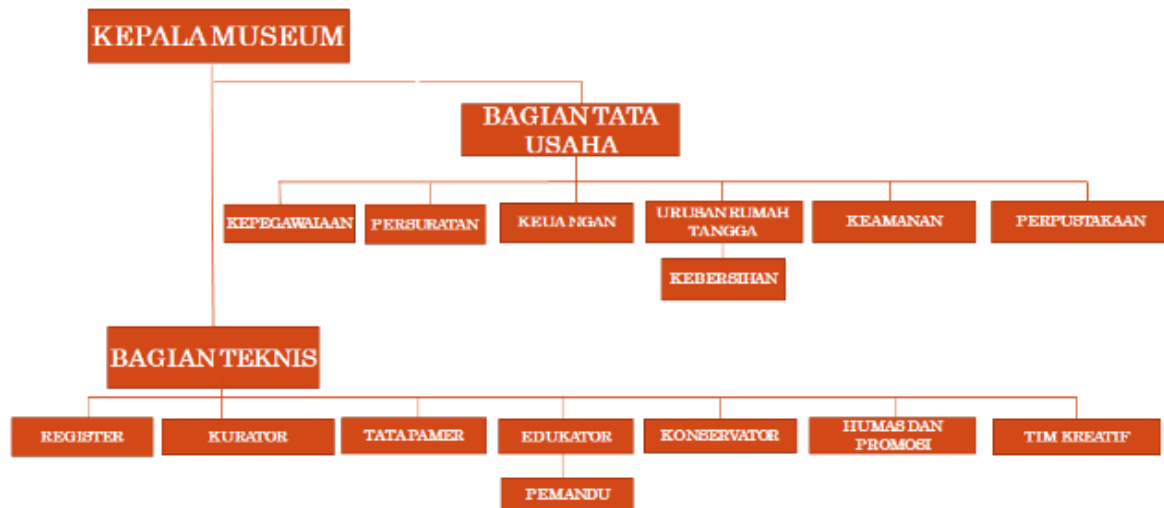 KEPALA MUSEUM
BAGIAN TATA
USAHA
KEPEGAWAIAAN
PERSURATAN
KEUANGAN
URUSAN RUMAH
TANGGA
KEAMANAN
PERPUSTAKAAN
KEBERSIHAN
BAGIAN TEKNIS
REGISTER
KURATOR
TATA PAMER
EDUKATOR
KONSERVATOR
HUMAS DAN
PROMOSI
TIM KREATIF
PEMANDU